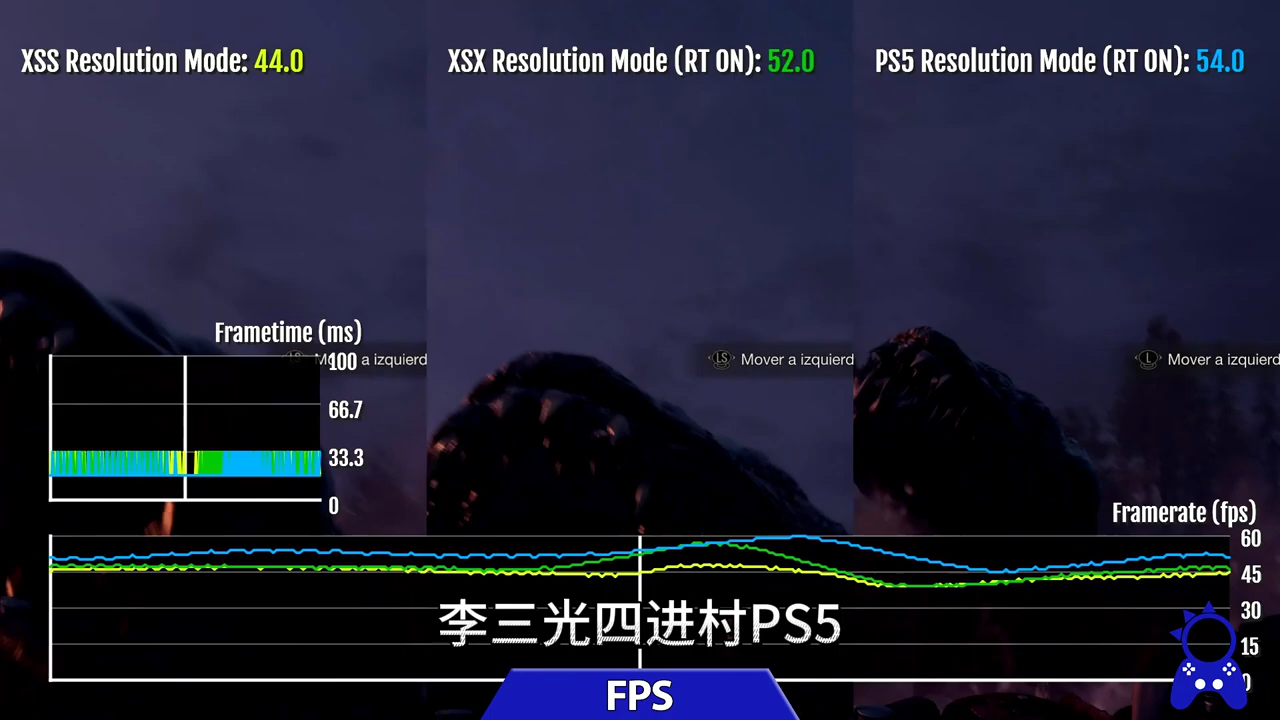 XSS Resolution Mode: 44.0
XSX Resolution Mode (RT ON): 52.0
PS5 Resolution Mode (RT ON): 54.0
Frametime (ms)
100
66.7
33.3
0
a izquierd
LS Mover a izquierd
L Mover a izquierd
Framerate (fps)
60
45
30
15
0
李三光四进村PS5
FPS